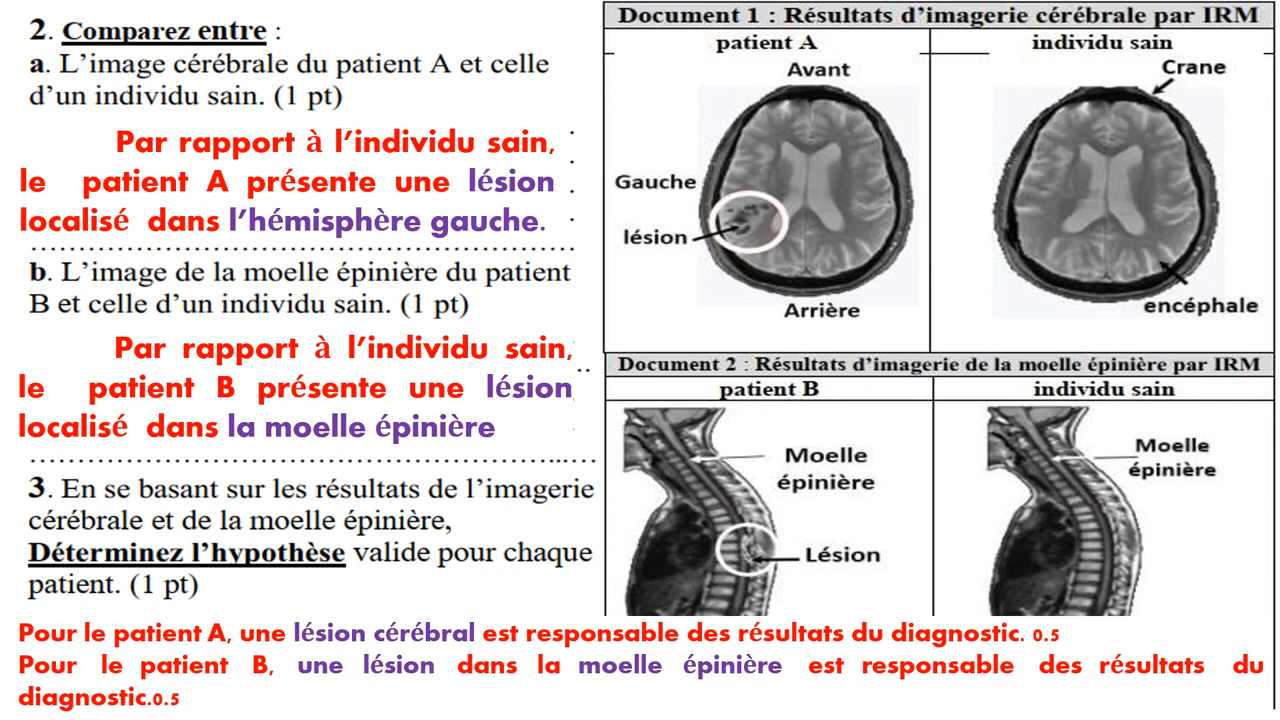 2. Comparez entre :
a. L’image cérébrale du patient A et celle
d’un individu sain. (1 pt)
Par rapport à l’individu sain,
le patient A présente une lésion
localisé dans l’hémisphère gauche.
b. L’image de la moelle épinière du patient
B et celle d’un individu sain. (1 pt)
Par rapport à l’individu sain,
le patient B présente une lésion
localisé dans la moelle épinière
3. En se basant sur les résultats de l’imagerie
cérébrale et de la moelle épinière,
Déterminez l’hypothèse valide pour chaque
patient. (1 pt)
Document 1 : Résultats d’imagerie cérébrale par IRM
patient A
individu sain
Avant
Crane
Gauche
lésion
encéphale
Arrière
Document 2 : Résultats d’imagerie de la moelle épinière par IRM
patient B
individu sain
Moelle
épinière
Moelle
épinière
Lésion
Pour le patient A, une lésion cérébral est responsable des résultats du diagnostic. 0.5
Pour le patient B, une lésion dans la moelle épinière est responsable des résultats du
diagnostic.0.5